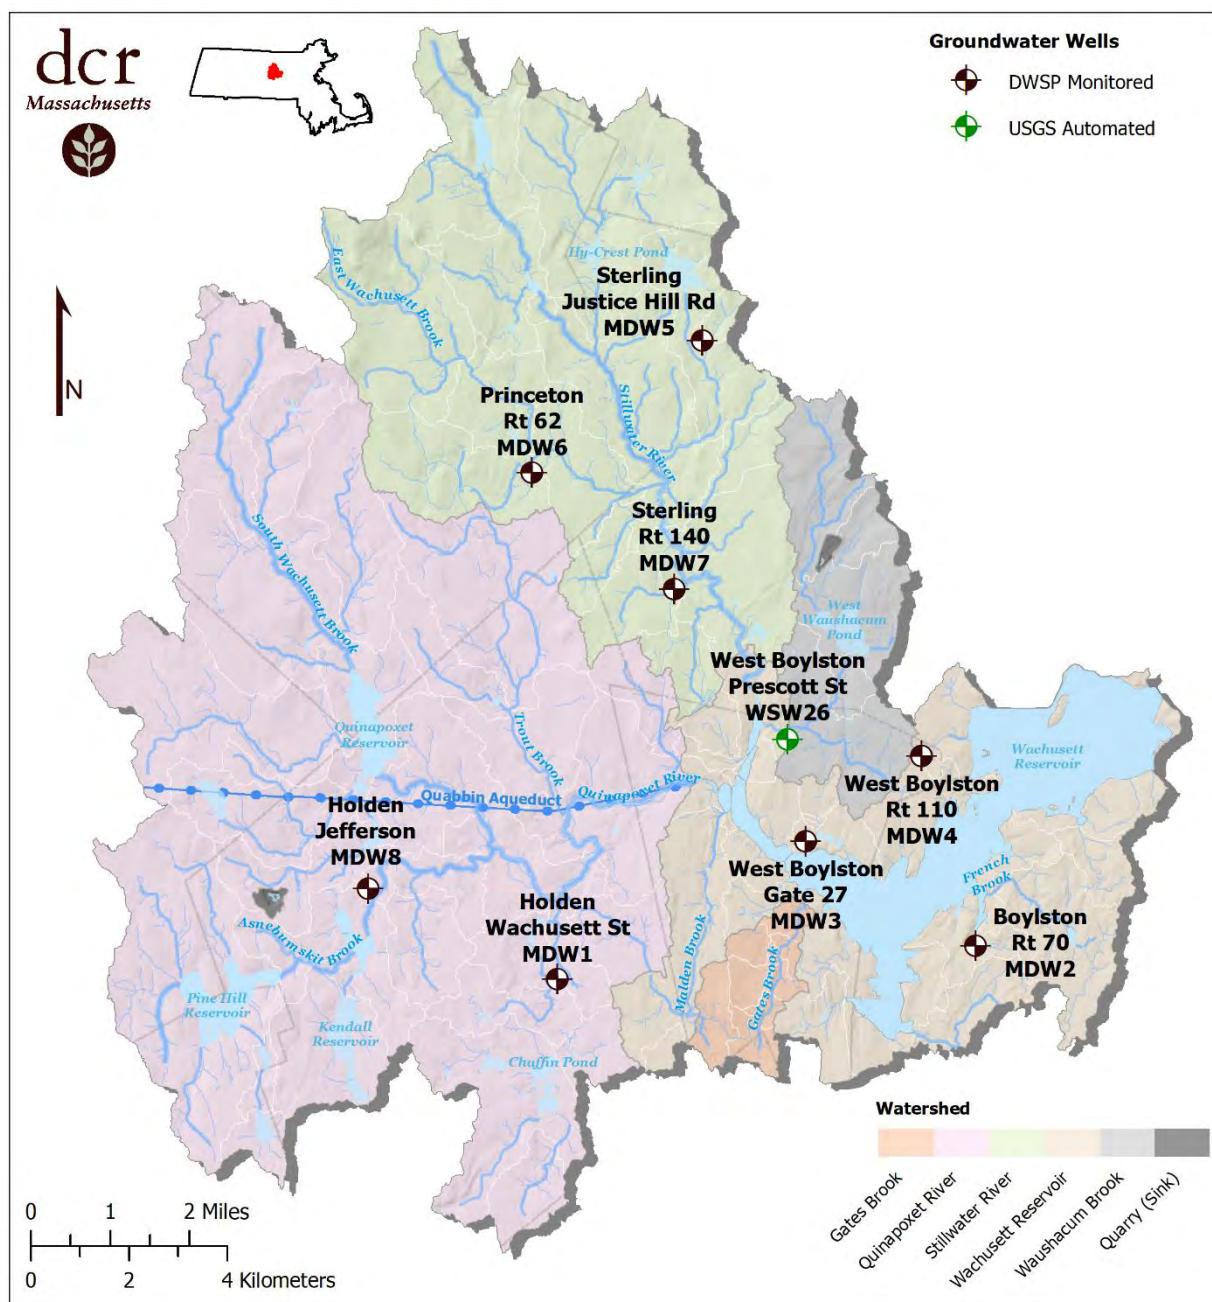 dcr
Massachusetts
Groundwater Wells
DWSP Monitored
USGS Automated
N
Hy-Crest Pond
Sterling
Justice Hill Rd
MDW5
East Wachusett Brook
Princeton
Rt 62
MDW6
Stillwater River
Sterling
Rt 140
MDW7
South Wachusett Brook
West
Waushacum
Pond
West Boylston
Prescott St
WSW26
Quinapoxet
Reservoir
Trout Brook
Wachusett
Reservoir
West Boylston
Rt 110
MDW4
Quabbin Aqueduct
Quinapoxet River
Holden
Jefferson
MDW8
West Boylston
Gate 27
MDW3
French
Brook
Holden
Wachusett St
MDW1
Boylston
Rt 70
MDW2
Asnebumskit Brook
Malden Brook
Gates Brook
Pine Hill
Reservoir
Kendall
Reservoir
Chaffin Pond
Watershed
Gates Brook
Quinapoxet River
Stillwater River
Wachusett Reservoir
Waushacum Brook
Quarry (Sink)
0 1 2 Miles
0 2 4 Kilometers